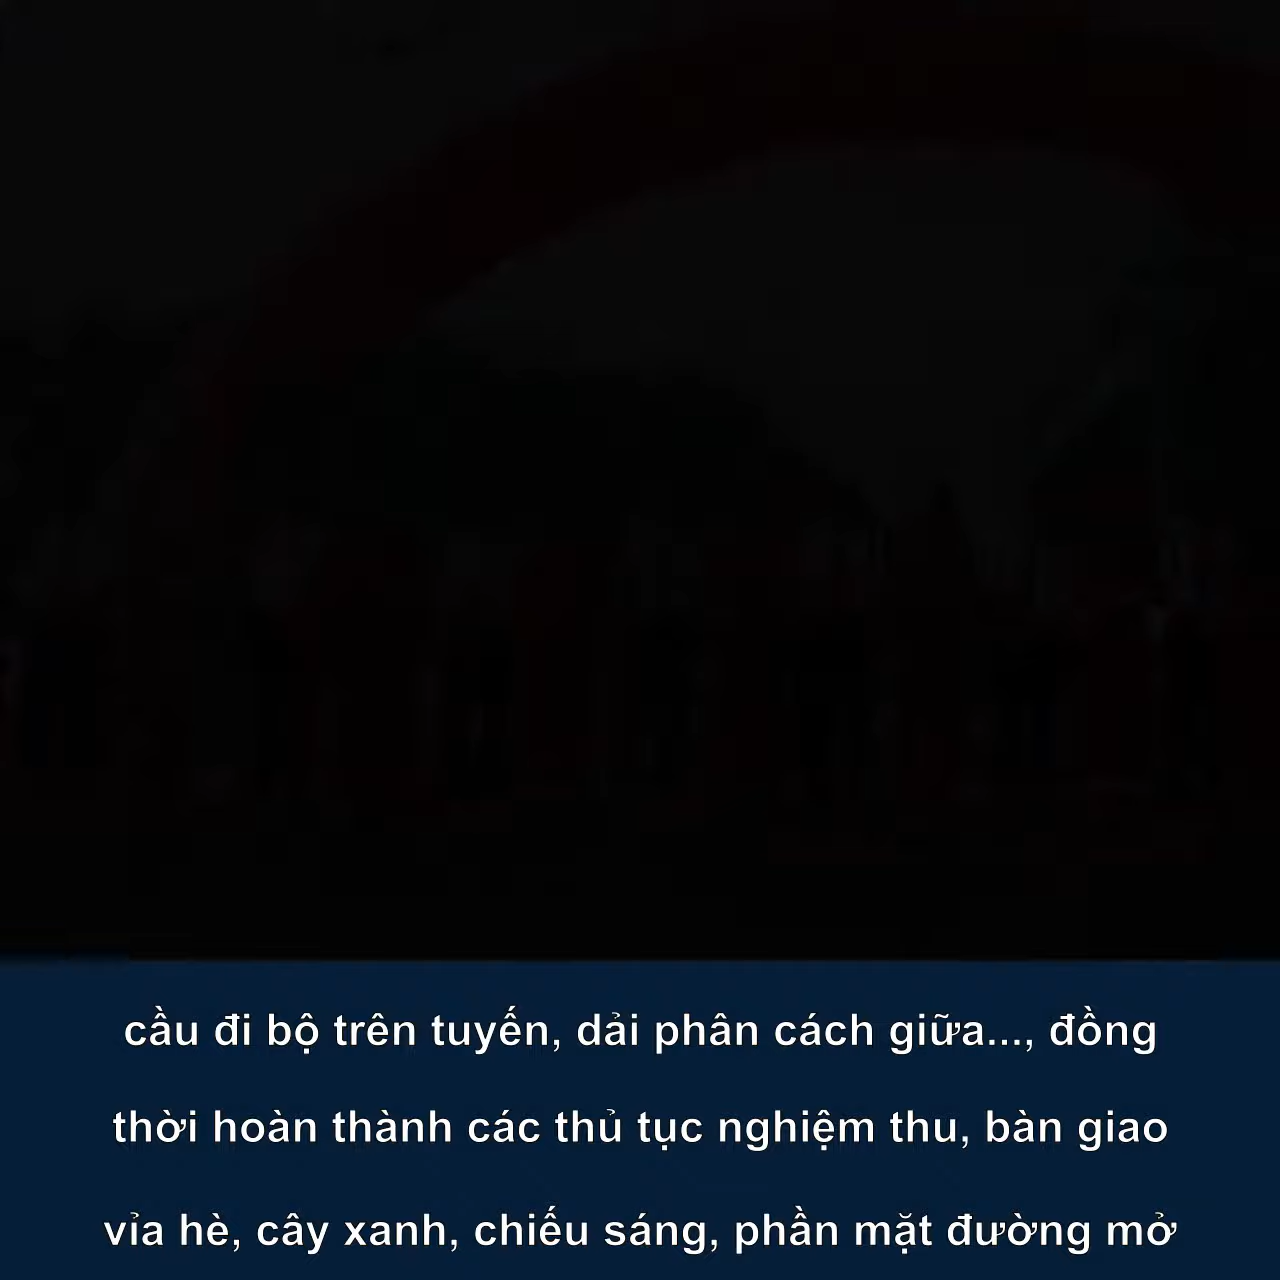 cầu đi bộ trên tuyến, dải phân cách giữa..., đồng
thời hoàn thành các thủ tục nghiệm thu, bàn giao
vỉa hè, cây xanh, chiếu sáng, phần mặt đường mở